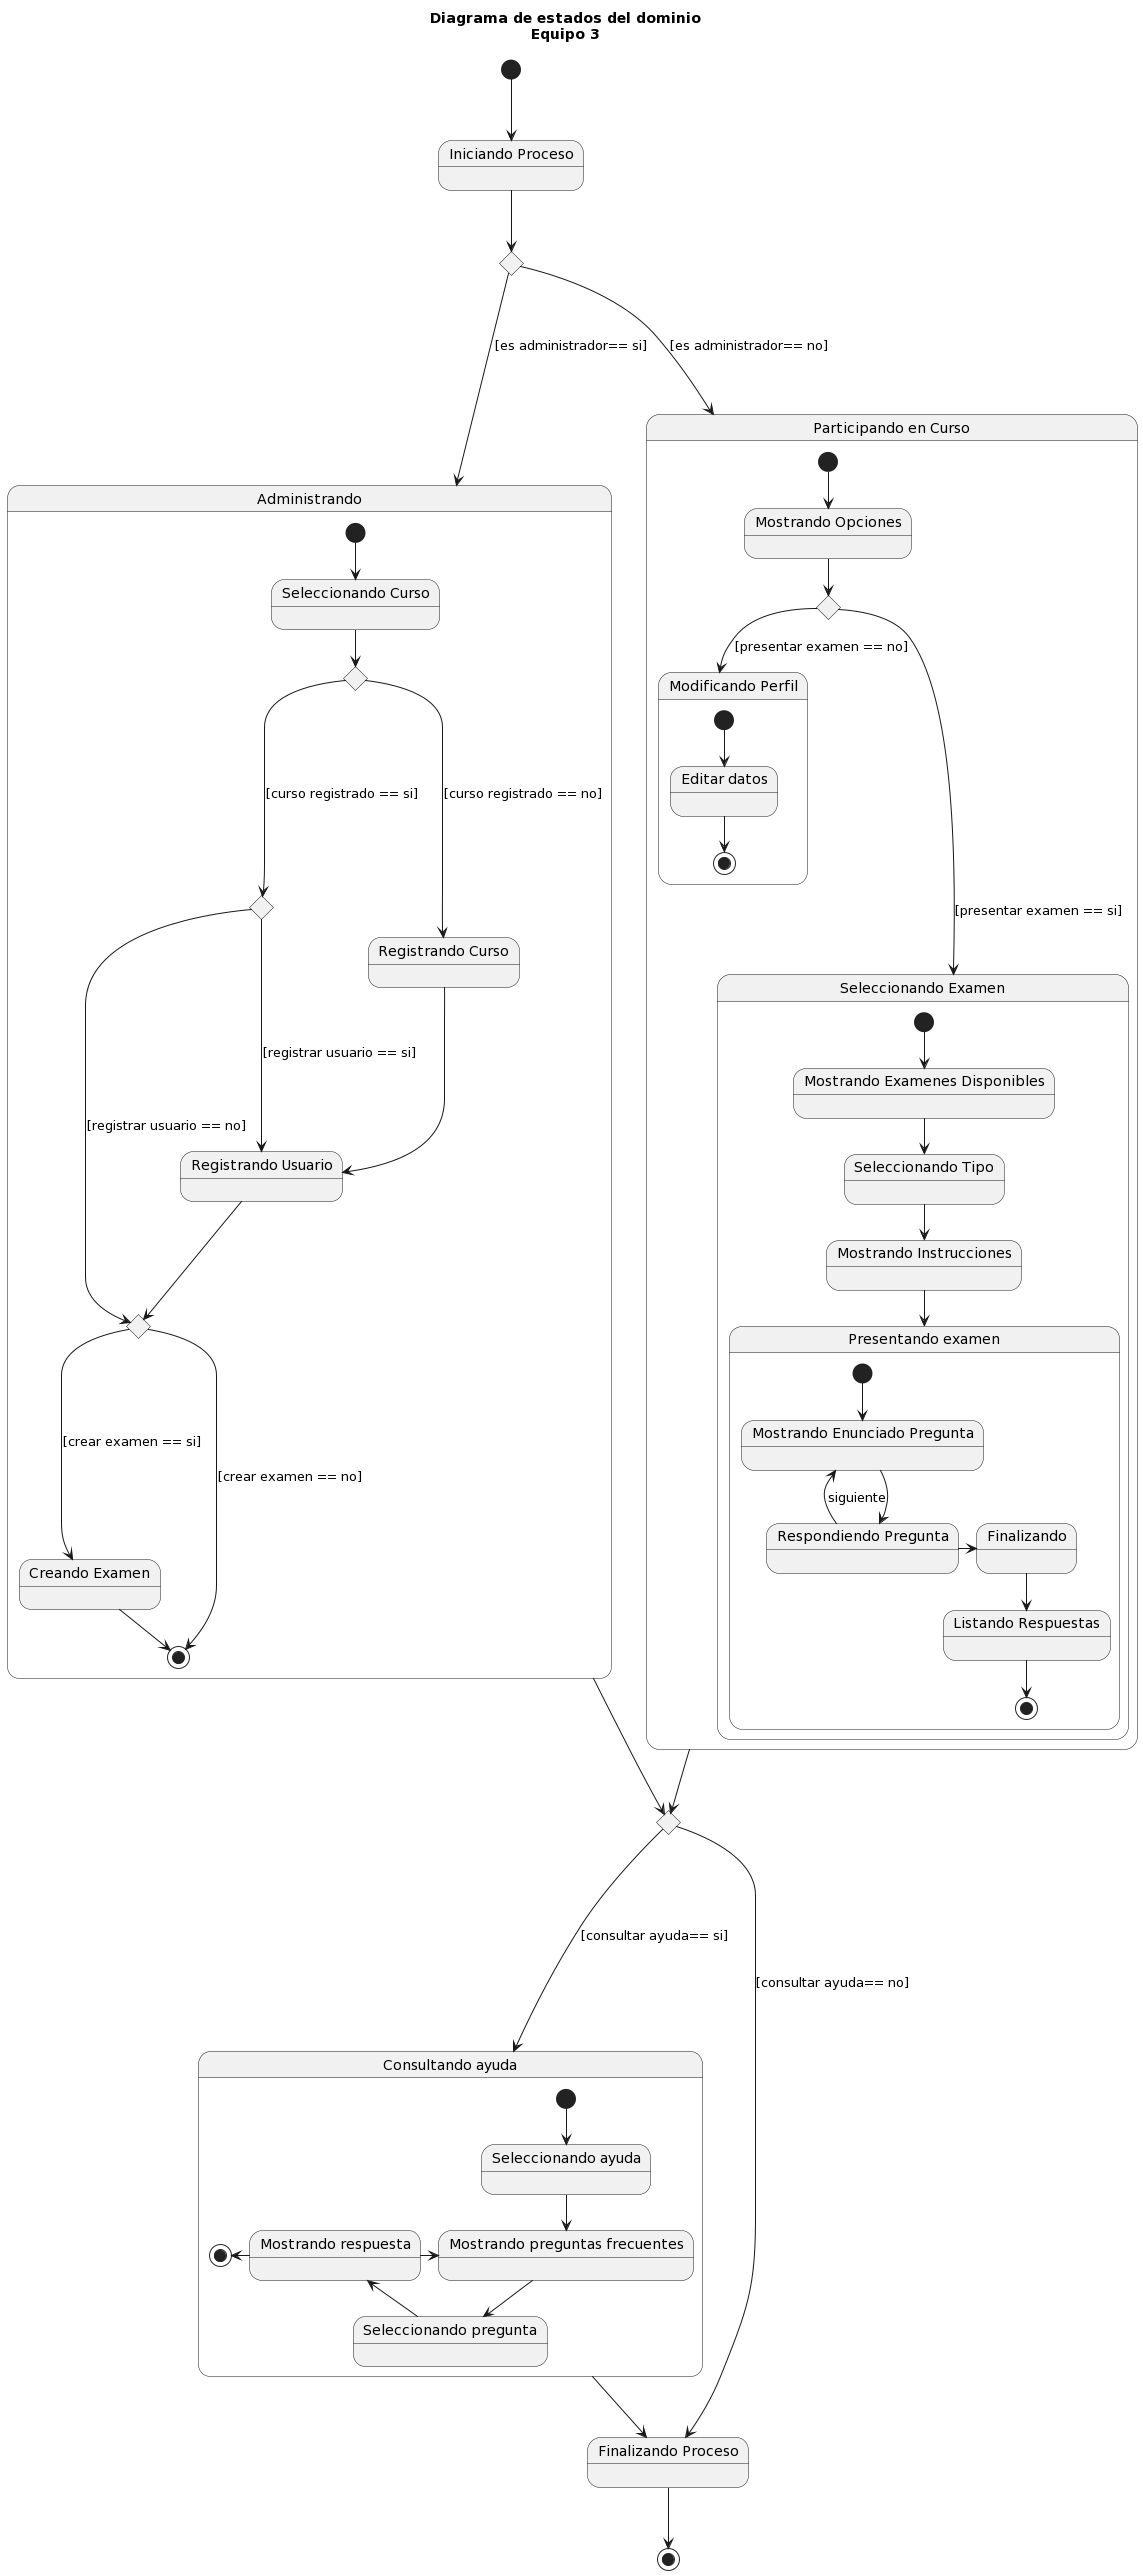 Diagrama de estados del dominio
Equipo 3
Iniciando Proceso
[es administrador== si]
[es administrador== no]
Administrando
Seleccionando Curso
[curso registrado == si]
[curso registrado == no]
Registrando Curso
[registrar usuario == si]
[registrar usuario == no]
Registrando Usuario
[crear examen == si]
[crear examen == no]
Creando Examen
Participando en Curso
Mostrando Opciones
[presentar examen == no]
Modificando Perfil
Editar datos
[presentar examen == si]
Seleccionando Examen
Mostrando Examenes Disponibles
Seleccionando Tipo
Mostrando Instrucciones
Presentando examen
Mostrando Enunciado Pregunta
siguiente
Respondiendo Pregunta
Finalizando
Listando Respuestas
[consultar ayuda== si]
[consultar ayuda== no]
Consultando ayuda
Seleccionando ayuda
Mostrando respuesta
Mostrando preguntas frecuentes
Seleccionando pregunta
Finalizando Proceso